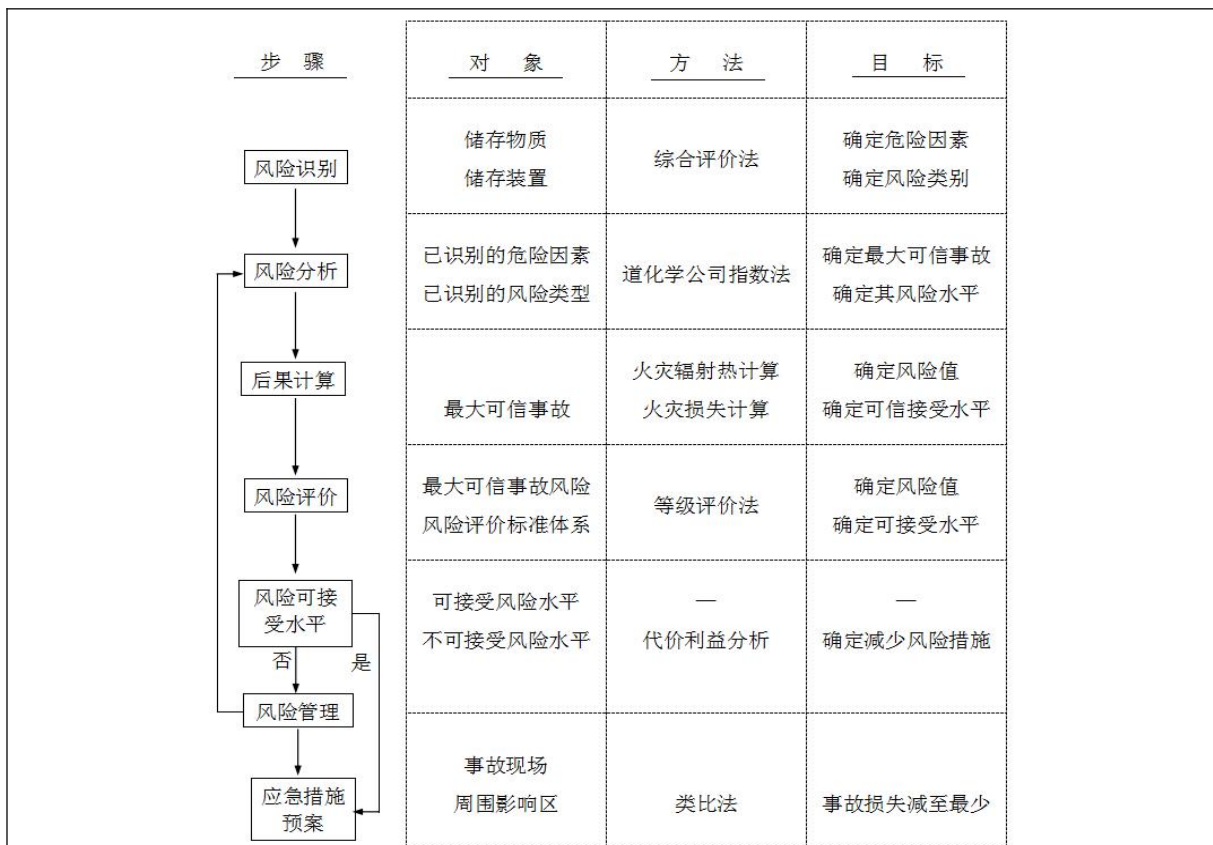 步 骤
对 象
方 法
目 标
风险识别
储存物质
储存装置
综合评价法
确定危险因素
确定风险类别
风险分析
已识别的危险因素
已识别的风险类型
道化学公司指数法
确定最大可信事故
确定其风险水平
后果计算
最大可信事故
火灾辐射热计算
火灾损失计算
确定风险值
确定可信接受水平
风险评价
最大可信事故风险
风险评价标准体系
等级评价法
确定风险值
确定可接受水平
风险可接
受水平
可接受风险水平
不可接受风险水平
—
代价利益分析
—
确定减少风险措施
否
是
风险管理
应急措施
预案
事故现场
周围影响区
类比法
事故损失减至最少